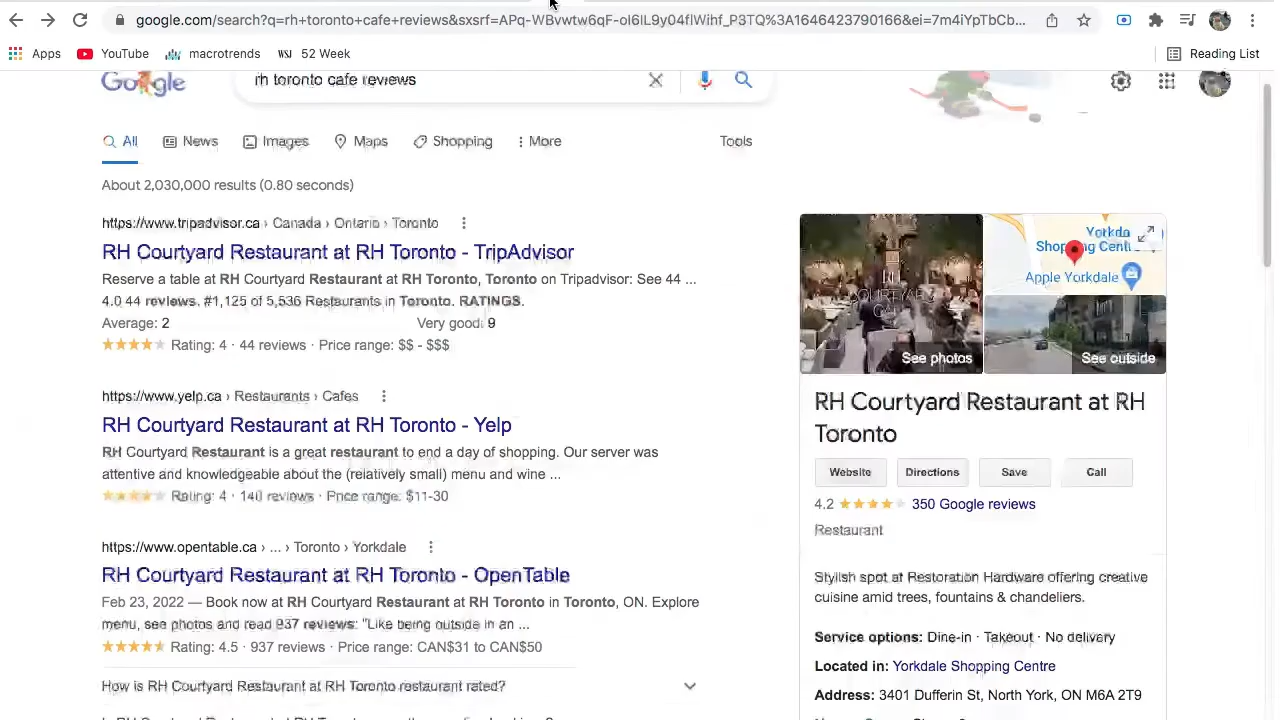 google.com/search?q=rh+toronto+cafe+reviews&sxsrf=APq-WBvwtw6qF-oI6IL9y04flWihf_P3TQ%3A1646423790166&ei=7m4iYpTbCb...
Apps YouTube macrotrends WSJ 52 Week Reading List
Google rh toronto cafe reviews
All News Images Maps Shopping More Tools
About 2,030,000 results (0.80 seconds)
https://www.tripadvisor.ca › Canada › Ontario › Toronto
RH Courtyard Restaurant at RH Toronto - TripAdvisor
Reserve a table at RH Courtyard Restaurant at RH Toronto, Toronto on Tripadvisor: See 44 ...
4.0 44 reviews. #1,125 of 5,536 Restaurants in Toronto. RATINGS.
Average: 2 Very good: 9
Rating: 4 · 44 reviews · Price range: $$ - $$$
https://www.yelp.ca › Restaurants › Cafes
RH Courtyard Restaurant at RH Toronto - Yelp
RH Courtyard Restaurant is a great restaurant to end a day of shopping. Our server was
attentive and knowledgeable about the (relatively small) menu and wine ...
Rating: 4 · 140 reviews · Price range: $11-30
https://www.opentable.ca › ... › Toronto › Yorkdale
RH Courtyard Restaurant at RH Toronto - OpenTable
Feb 23, 2022 — Book now at RH Courtyard Restaurant at RH Toronto in Toronto, ON. Explore
menu, see photos and read 937 reviews: "Like being outside in an ...
Rating: 4.5 · 937 reviews · Price range: CAN$31 to CAN$50
How is RH Courtyard Restaurant at RH Toronto restaurant rated?
RH
COURTYARD
CAFE
See photos
Yorkdale
Shopping Centre
Apple Yorkdale
See outside
RH Courtyard Restaurant at RH
Toronto
Website Directions Save Call
4.2 350 Google reviews
Restaurant
Stylish spot at Restoration Hardware offering creative
cuisine amid trees, fountains & chandeliers.
Service options: Dine-in · Takeout · No delivery
Located in: Yorkdale Shopping Centre
Address: 3401 Dufferin St, North York, ON M6A 2T9